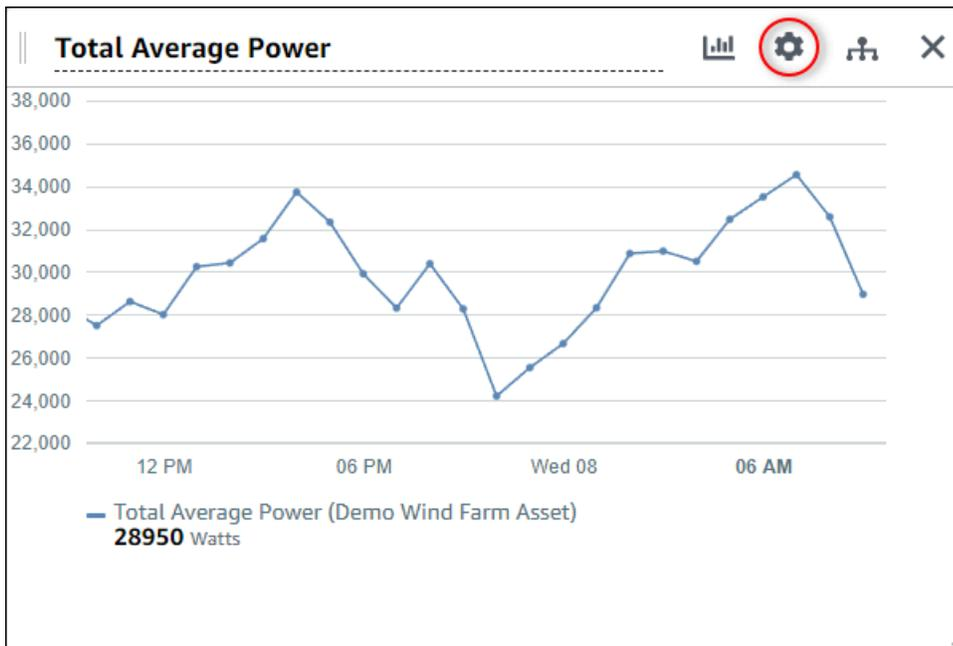 Total Average Power
38,000
36,000
34,000
32,000
30,000
28,000
26,000
24,000
22,000
12 PM 06 PM Wed 08 06 AM
Total Average Power (Demo Wind Farm Asset)
28950 Watts